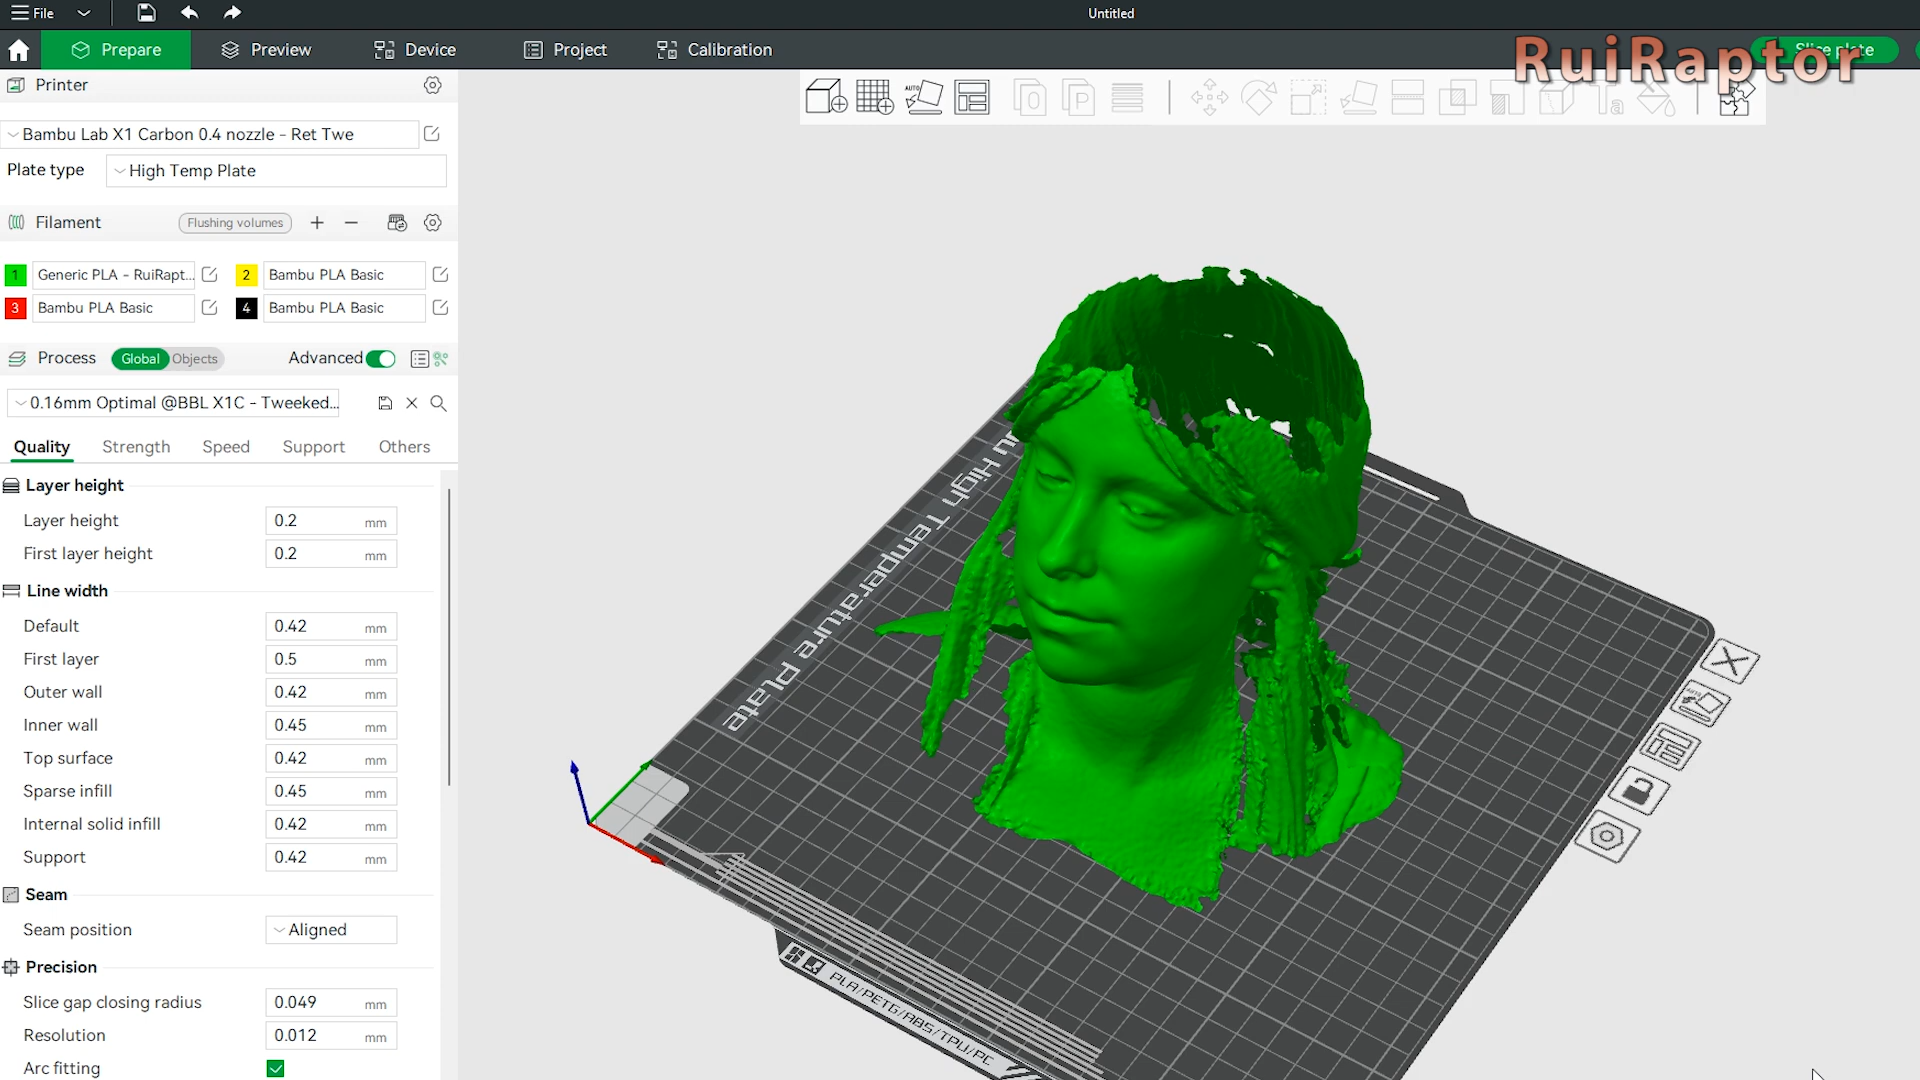 File
Untitled
Prepare
Preview
Device
Project
Calibration
Slice plate
RuiRaptor
Printer
Bambu Lab X1 Carbon 0.4 nozzle - Ret Twe
Plate type
High Temp Plate
Filament
Flushing volumes
1
Generic PLA - RuiRapt...
2
Bambu PLA Basic
3
Bambu PLA Basic
4
Bambu PLA Basic
Process
Global
Objects
Advanced
0.16mm Optimal @BBL X1C - Tweeked...
Quality
Strength
Speed
Support
Others
Layer height
Layer height 0.2 mm
First layer height 0.2 mm
Line width
Default 0.42 mm
First layer 0.5 mm
Outer wall 0.42 mm
Inner wall 0.45 mm
Top surface 0.42 mm
Sparse infill 0.45 mm
Internal solid infill 0.42 mm
Support 0.42 mm
Seam
Seam position Aligned
Precision
Slice gap closing radius 0.049 mm
Resolution 0.012 mm
Arc fitting
AUTO
O
P
Ta
u High Temperature Plate
PLA/PETG/ABS/TPU/PC
AUTO